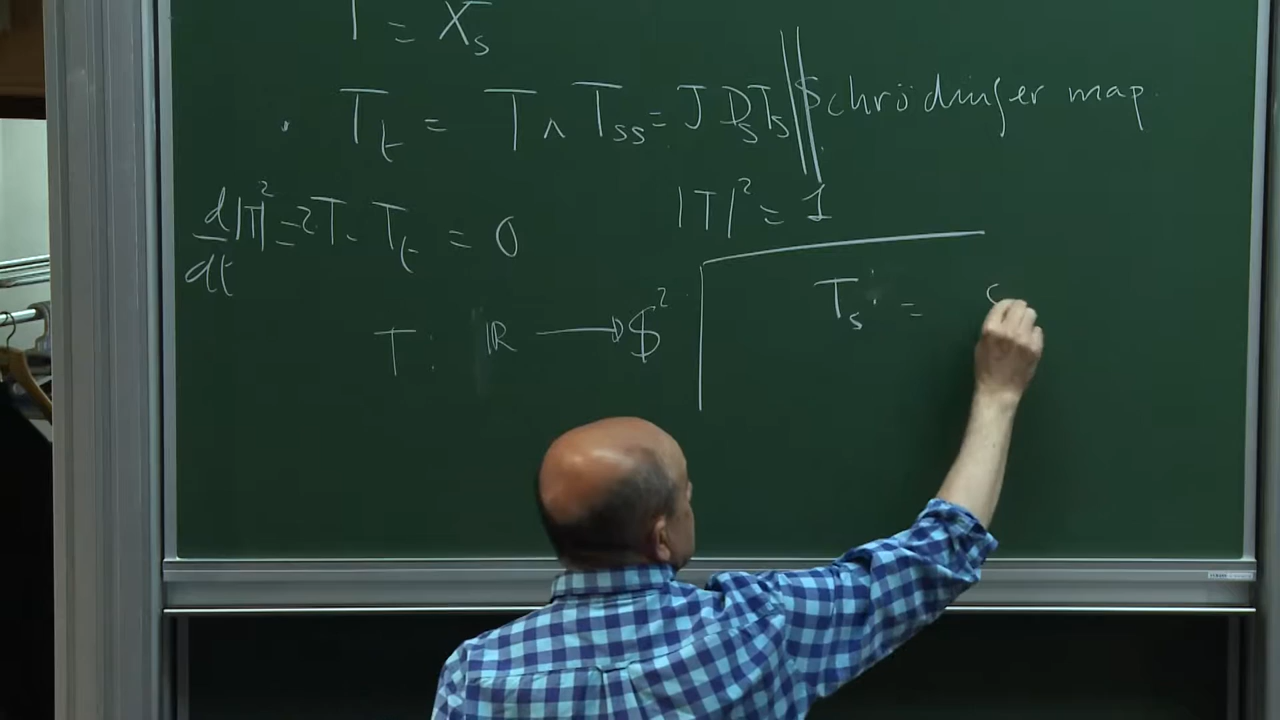 T = X_s
. T_t = T ∧ T_ss = J D_s T_s || Schrödinger map.
d/dt |T|² = 2T · T_t = 0
|T|² = 1
T : ℝ → 𝕊²
T_s =